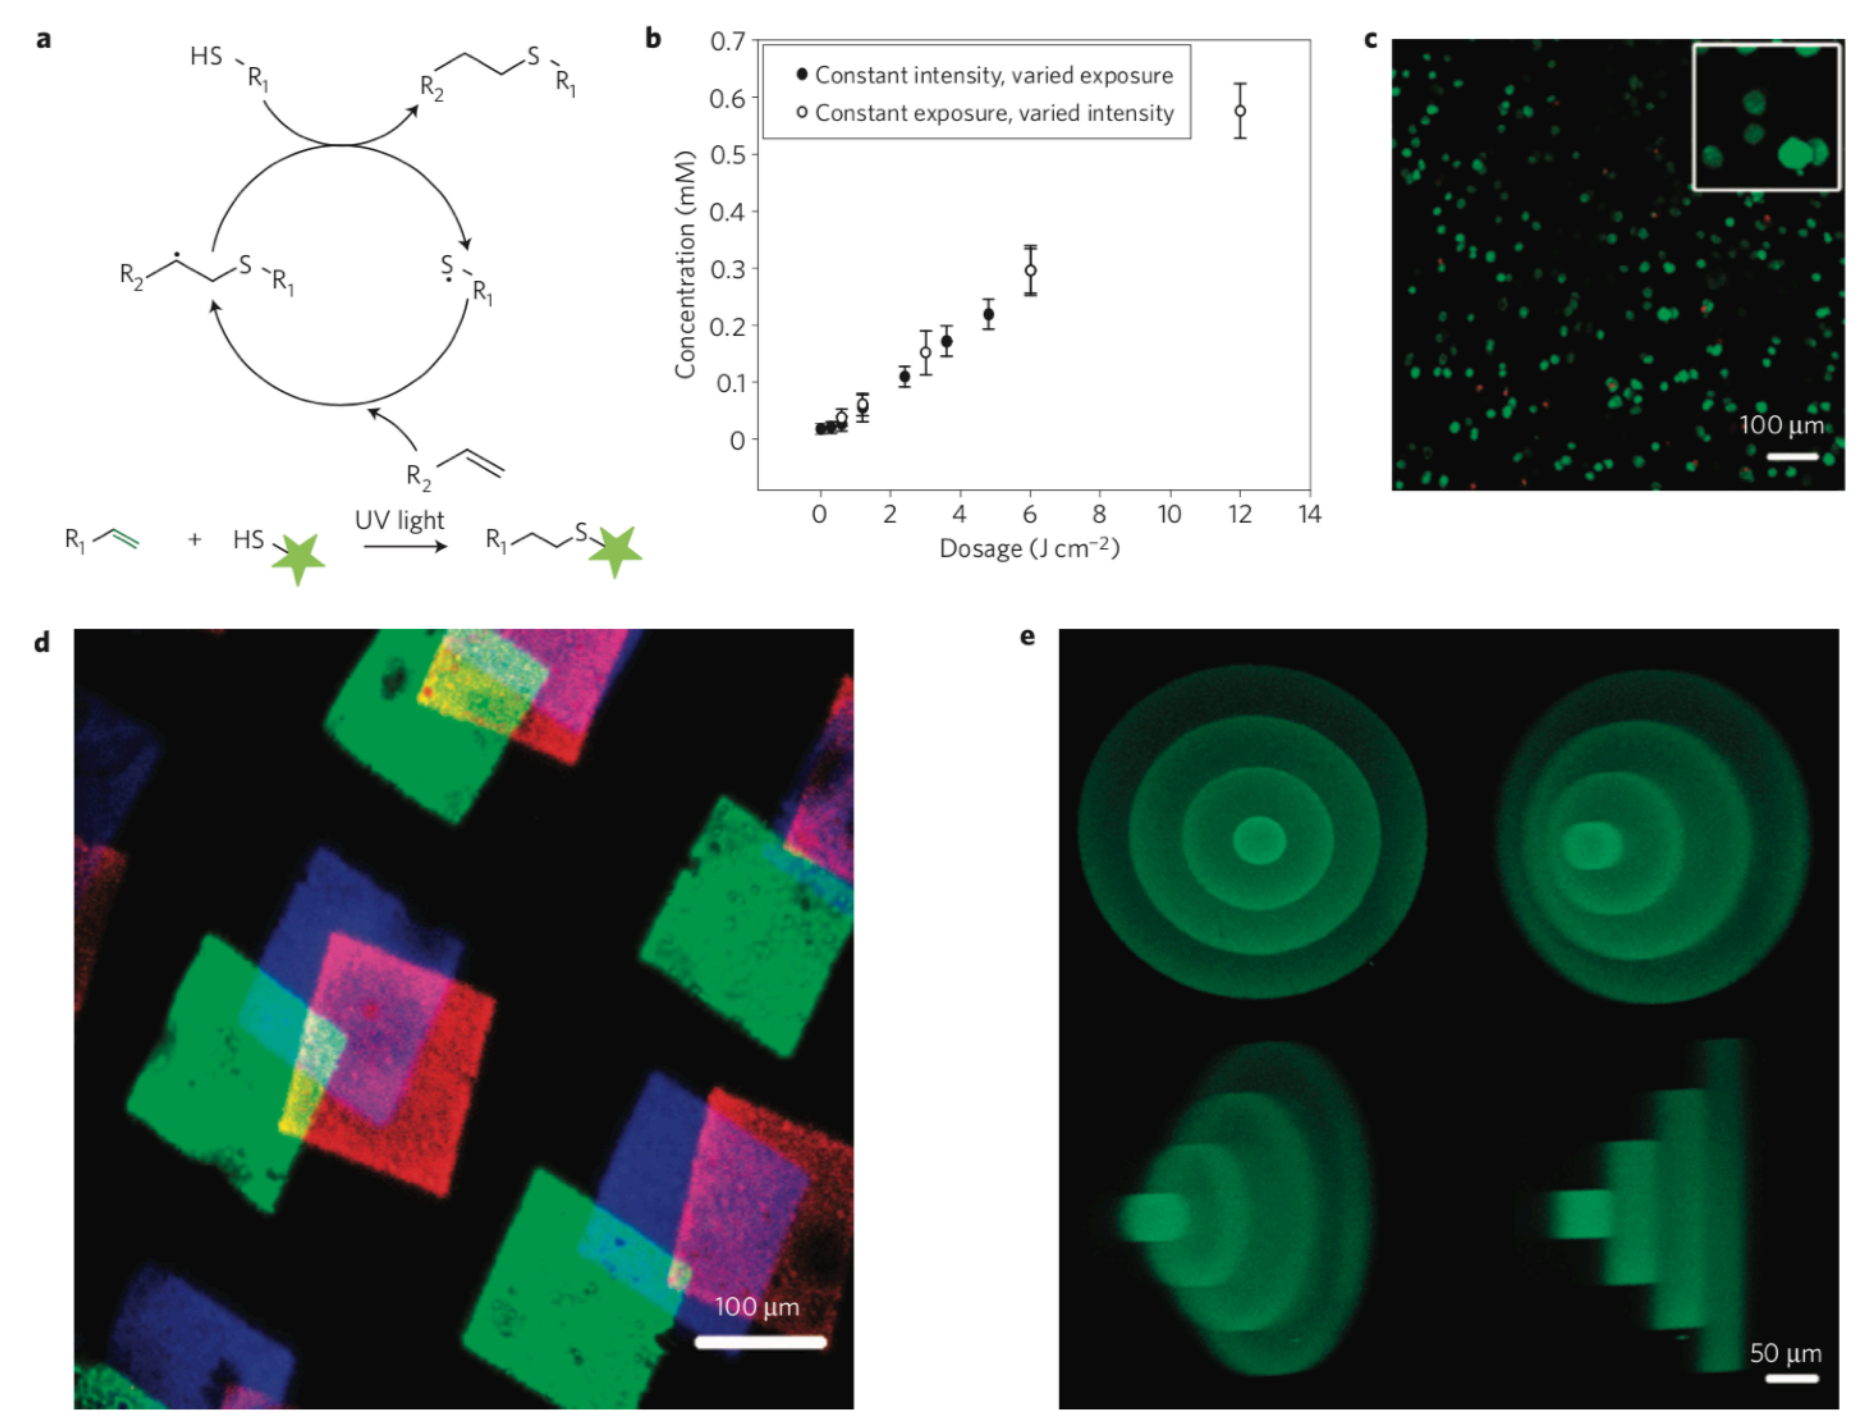 a
HS
R1
R2
S
R1
R2
S
R1
S
R1
R2
R1
+
HS
UV light
R1
S
b
Constant intensity, varied exposure
Constant exposure, varied intensity
Concentration (mM)
0.7
0.6
0.5
0.4
0.3
0.2
0.1
0
0 2 4 6 8 10 12 14
Dosage (J cm−2)
c
100 µm
d
100 µm
e
50 µm